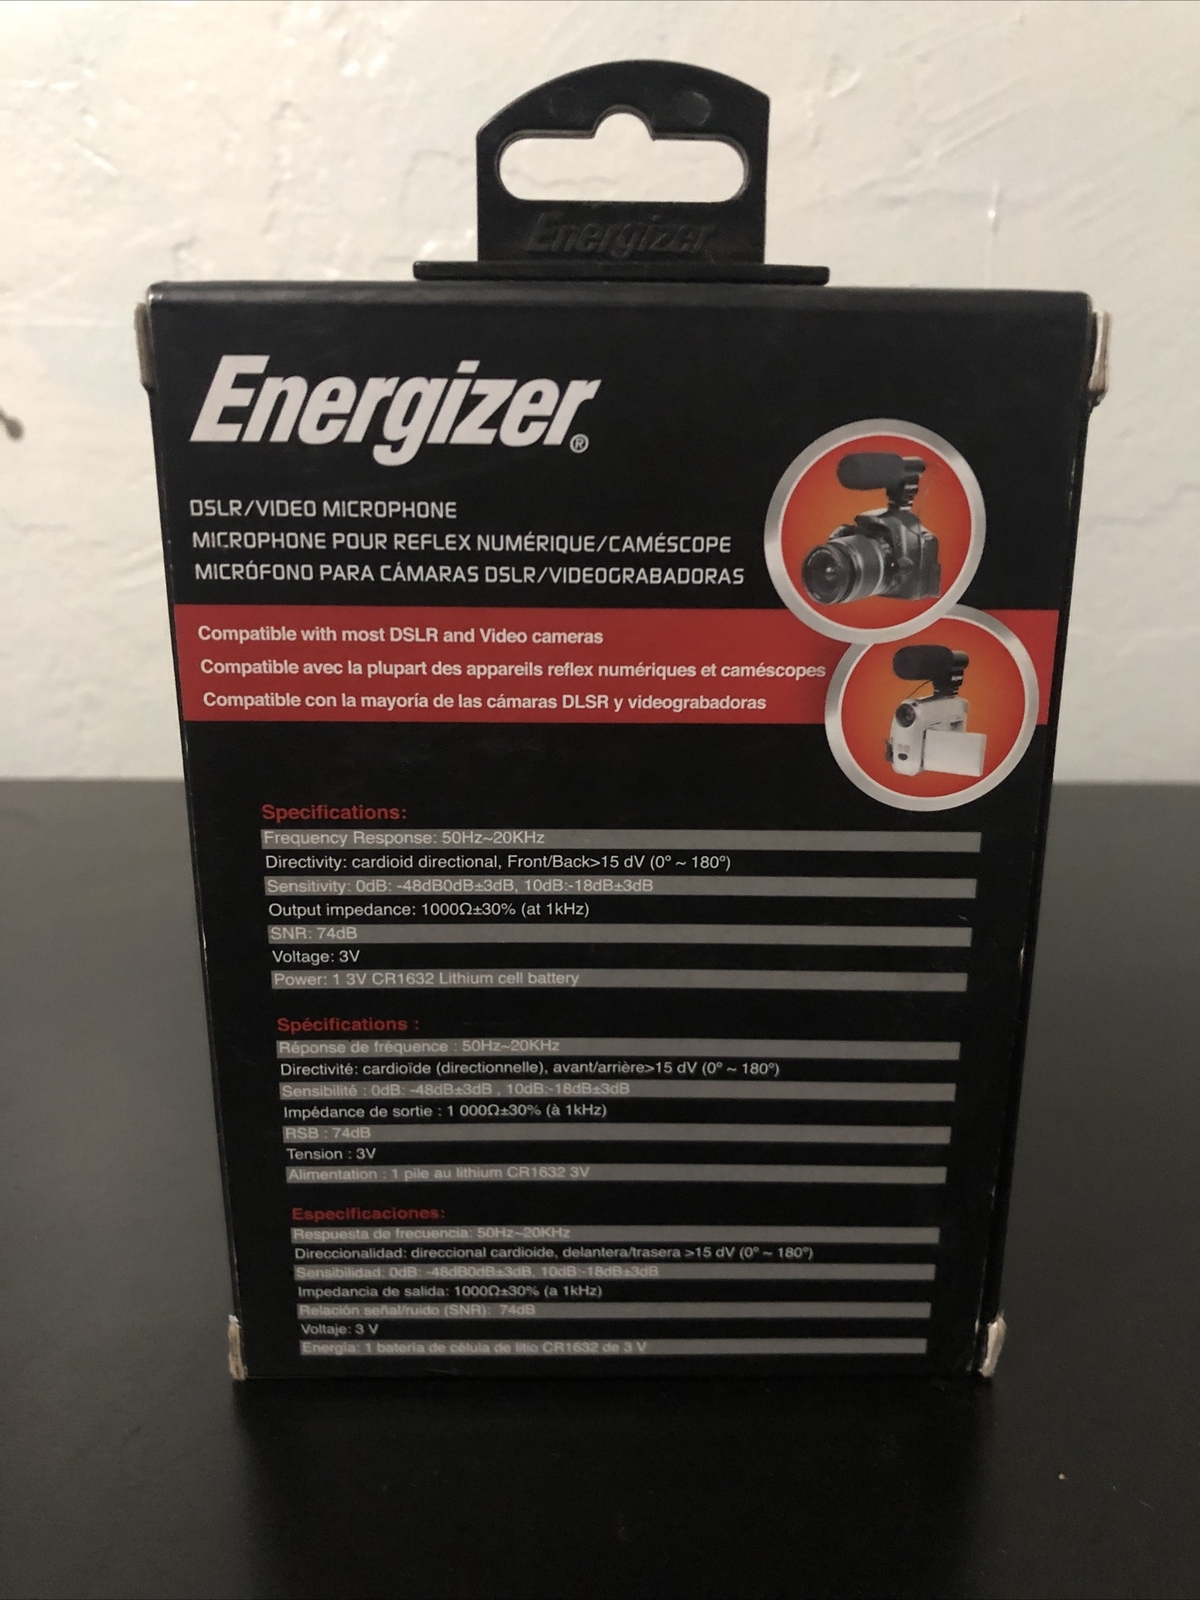 Energizer
Energizer®
DSLR/VIDEO MICROPHONE
MICROPHONE POUR REFLEX NUMÉRIQUE/CAMÉSCOPE
MICRÓFONO PARA CÁMARAS DSLR/VIDEOGRABADORAS
Compatible with most DSLR and Video cameras
Compatible avec la plupart des appareils reflex numériques et caméscopes
Compatible con la mayoría de las cámaras DLSR y videograbadoras
Specifications:
Frequency Response: 50Hz~20KHz
Directivity: cardioid directional, Front/Back>15 dV (0º ~ 180º)
Sensitivity: 0dB: -48dB0dB±3dB, 10dB:-18dB±3dB
Output impedance: 1000Ω±30% (at 1kHz)
SNR: 74dB
Voltage: 3V
Power: 1 3V CR1632 Lithium cell battery
Spécifications :
Réponse de fréquence : 50Hz~20KHz
Directivité: cardioïde (directionnelle), avant/arrière>15 dV (0º ~ 180º)
Sensibilité : 0dB: -48dB±3dB , 10dB:-18dB±3dB
Impédance de sortie : 1 000Ω±30% (à 1kHz)
RSB : 74dB
Tension : 3V
Alimentation : 1 pile au lithium CR1632 3V
Especificaciones:
Respuesta de frecuencia: 50Hz~20KHz
Direccionalidad: direccional cardioide, delantera/trasera >15 dV (0º ~ 180º)
Sensibilidad: 0dB: -48dB0dB±3dB, 10dB:-18dB±3dB
Impedancia de salida: 1000Ω±30% (a 1kHz)
Relación señal/ruido (SNR): 74dB
Voltaje: 3 V
Energía: 1 batería de célula de litio CR1632 de 3 V